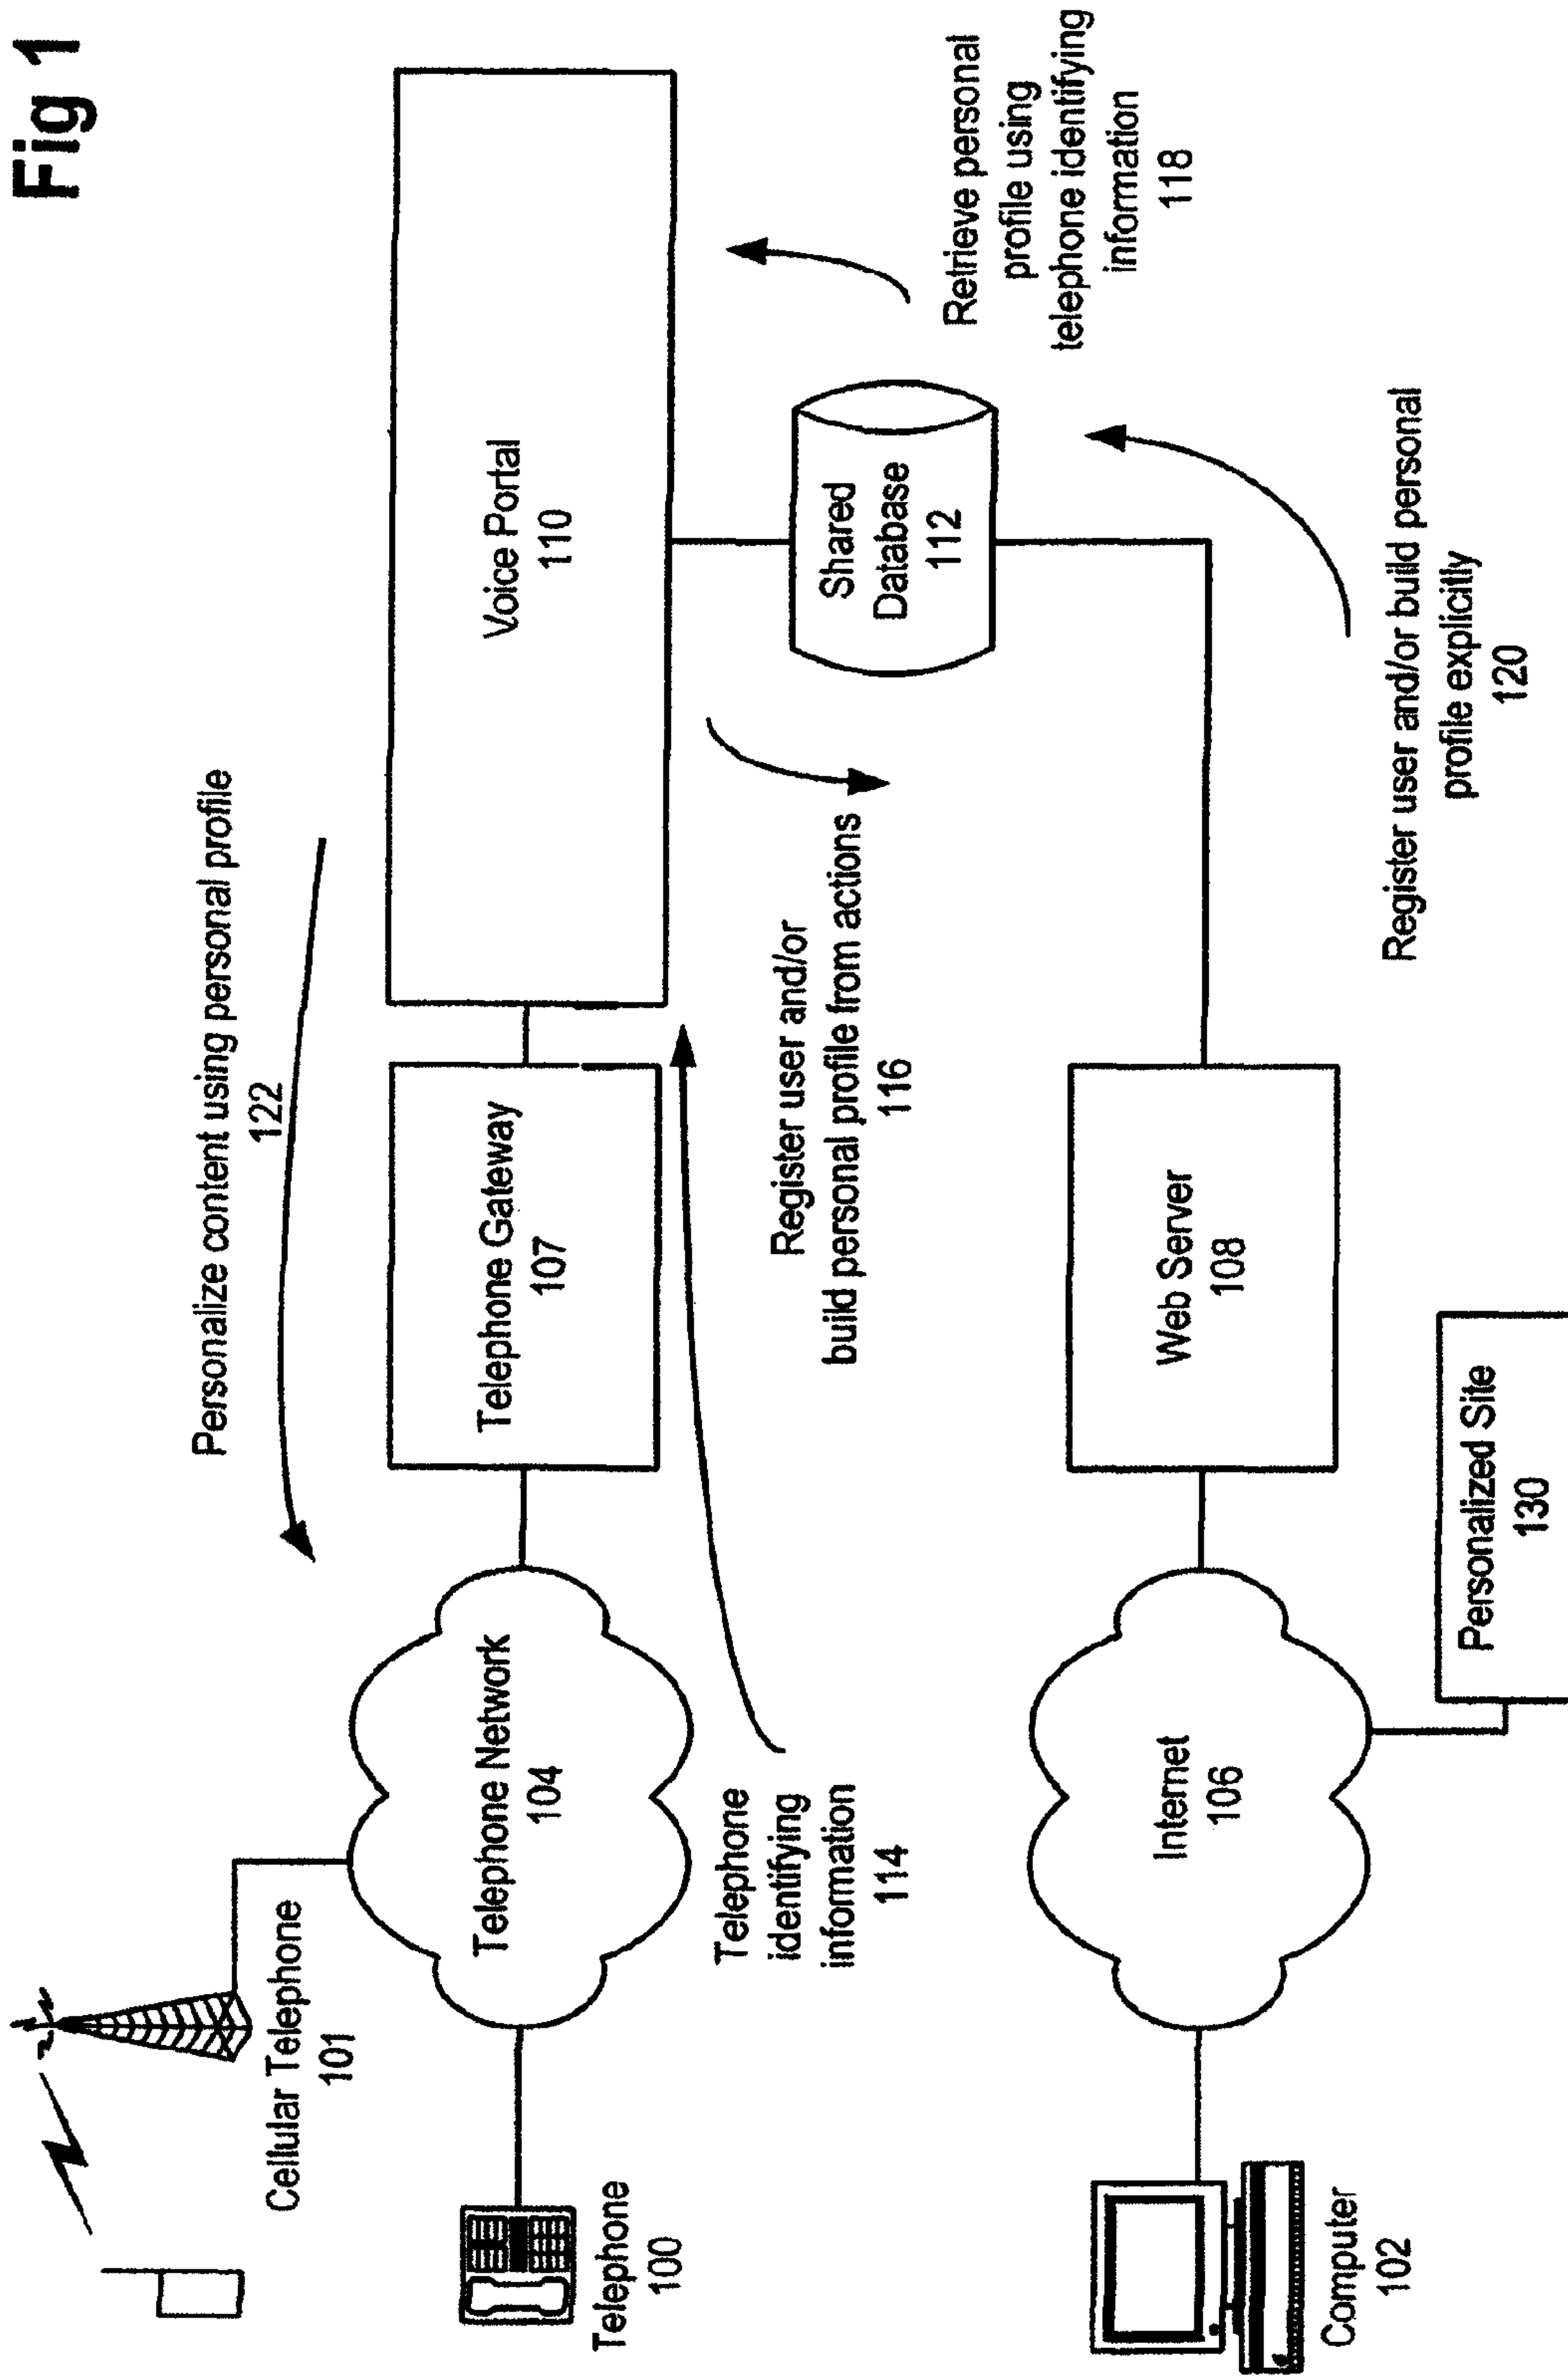 Fig 1
Personalize content using personal profile
122
Cellular Telephone
101
Telephone Network
104
Telephone Gateway
107
Voice Portal
110
Telephone
100
Telephone
identifying
information
114
Register user and/or
build personal profile from actions
116
Shared
Database
112
Retrieve personal
profile using
telephone identifying
information
118
Internet
106
Web Server
108
Computer
102
Register user and/or build personal
profile explicitly
120
Personalized Site
130